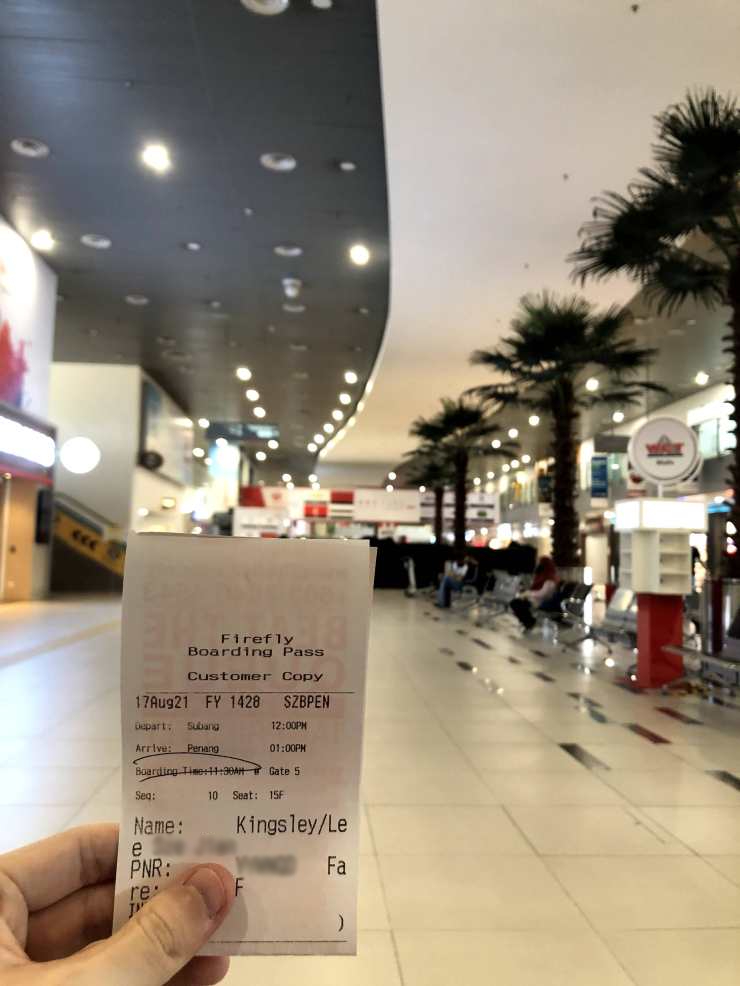 Firefly
Boarding Pass
Customer Copy
17Aug21 FY 1428 SZBPEN
Depart: Subang 12:00PM
Arrive: Penang 01:00PM
Boarding Time:11:30AM Gate 5
Seq: 10 Seat: 15F
Name: Kingsley/Le
e
PNR: Fa
re: F
)